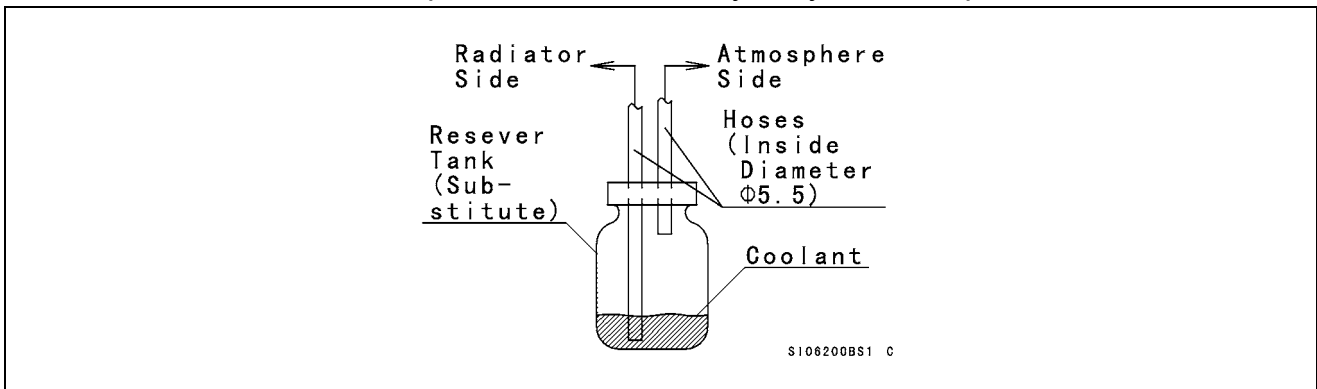 Radiator
Side
Atmosphere
Side
Resever
Tank
(Sub-
stitute)
Hoses
(Inside
Diameter
Φ5.5)
Coolant
SI06200BS1 C